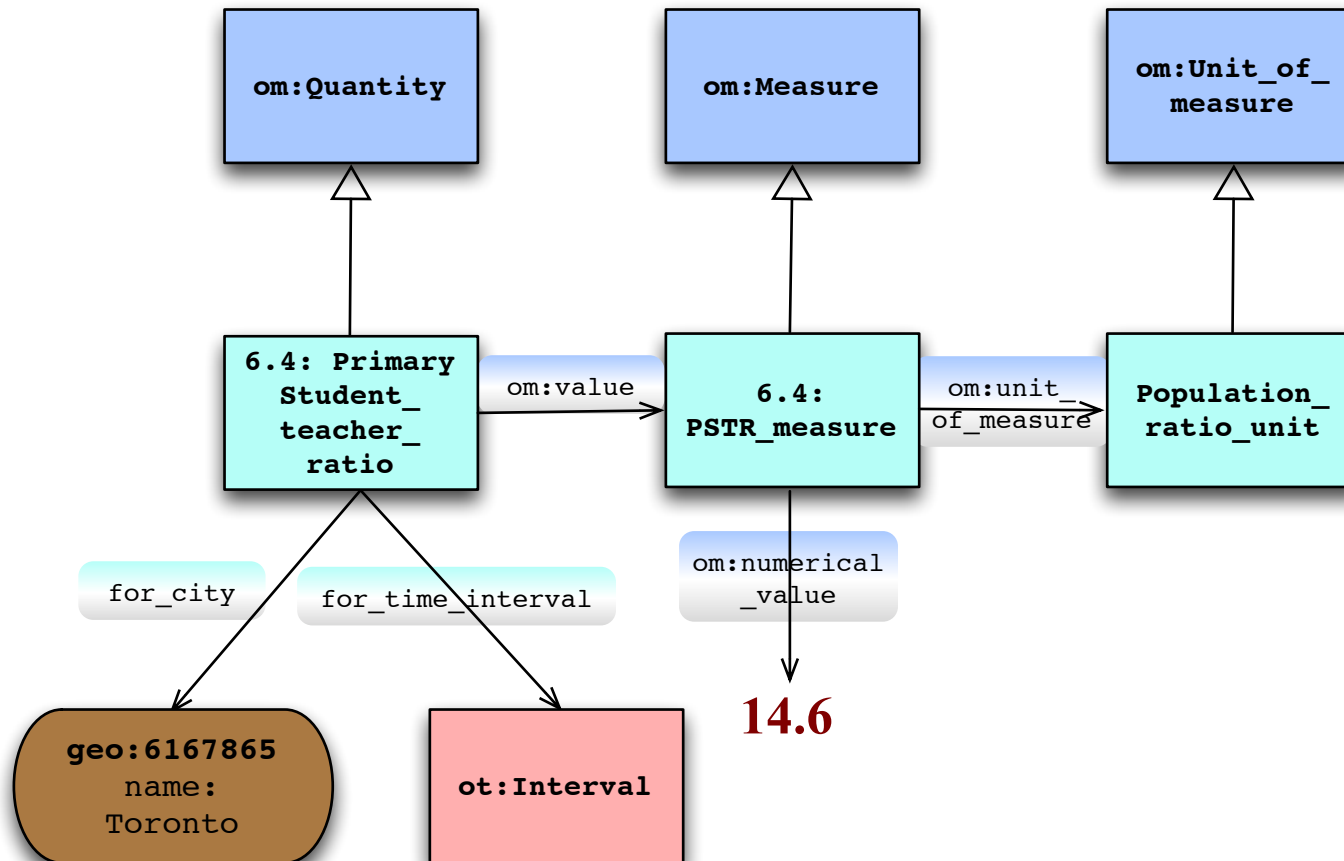 om:Quantity
om:Measure
om:Unit_of_
measure
6.4: Primary
Student_
teacher_
ratio
om:value
6.4:
PSTR_measure
om:unit_
of_measure
Population_
ratio_unit
for_city
for_time_interval
om:numerical
_value
14.6
geo:6167865
name:
Toronto
ot:Interval